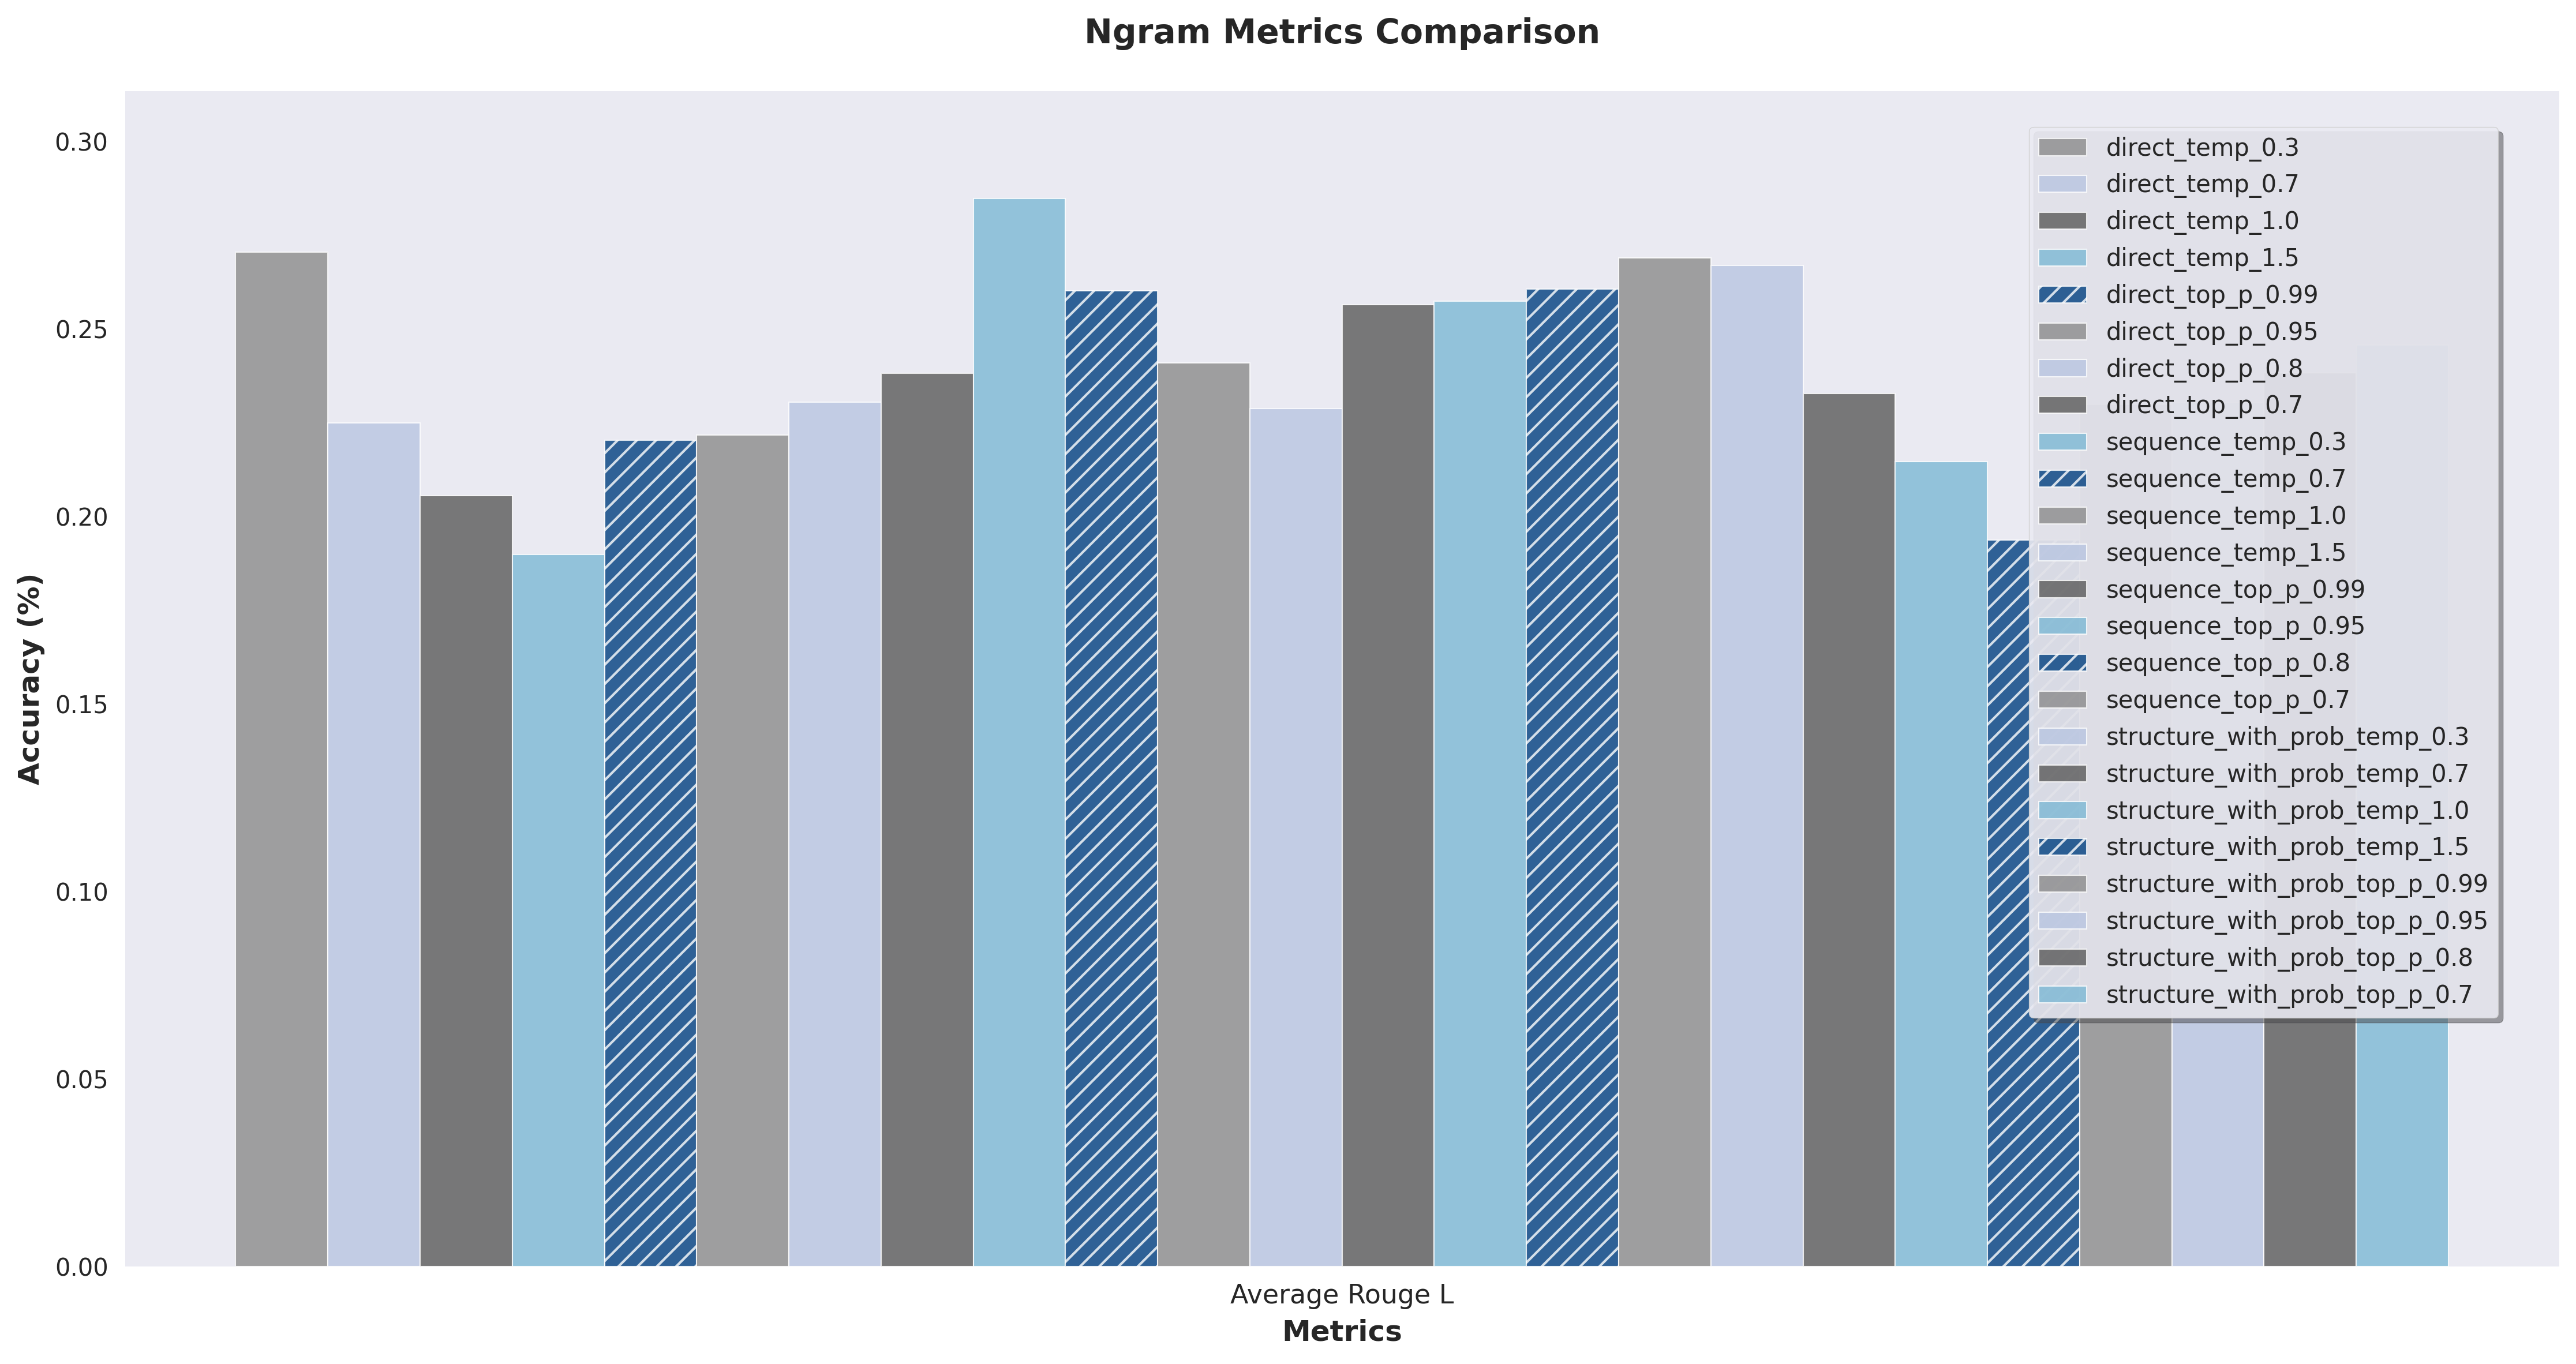 Ngram Metrics Comparison
Accuracy (%)
0.30
0.25
0.20
0.15
0.10
0.05
0.00
direct_temp_0.3
direct_temp_0.7
direct_temp_1.0
direct_temp_1.5
direct_top_p_0.99
direct_top_p_0.95
direct_top_p_0.8
direct_top_p_0.7
sequence_temp_0.3
sequence_temp_0.7
sequence_temp_1.0
sequence_temp_1.5
sequence_top_p_0.99
sequence_top_p_0.95
sequence_top_p_0.8
sequence_top_p_0.7
structure_with_prob_temp_0.3
structure_with_prob_temp_0.7
structure_with_prob_temp_1.0
structure_with_prob_temp_1.5
structure_with_prob_top_p_0.99
structure_with_prob_top_p_0.95
structure_with_prob_top_p_0.8
structure_with_prob_top_p_0.7
Average Rouge L
Metrics